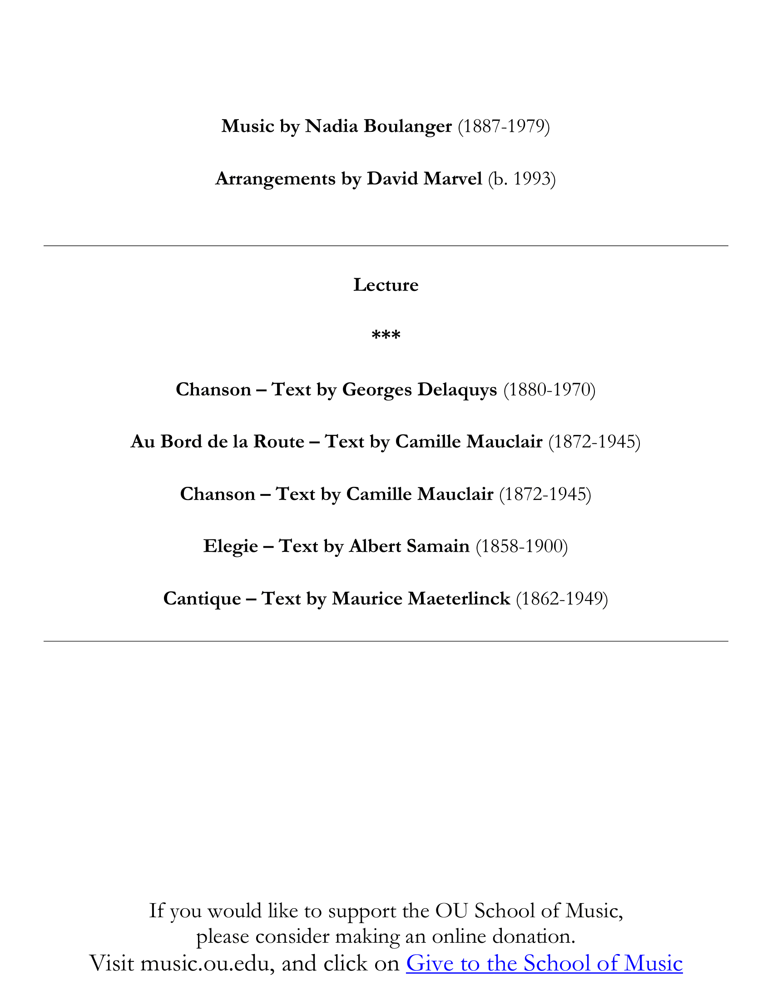 Music by Nadia Boulanger (1887-1979)
Arrangements by David Marvel (b. 1993)
Lecture
***
Chanson – Text by Georges Delaquys (1880-1970)
Au Bord de la Route – Text by Camille Mauclair (1872-1945)
Chanson – Text by Camille Mauclair (1872-1945)
Elegie – Text by Albert Samain (1858-1900)
Cantique – Text by Maurice Maeterlinck (1862-1949)
If you would like to support the OU School of Music,
please consider making an online donation.
Visit music.ou.edu, and click on Give to the School of Music